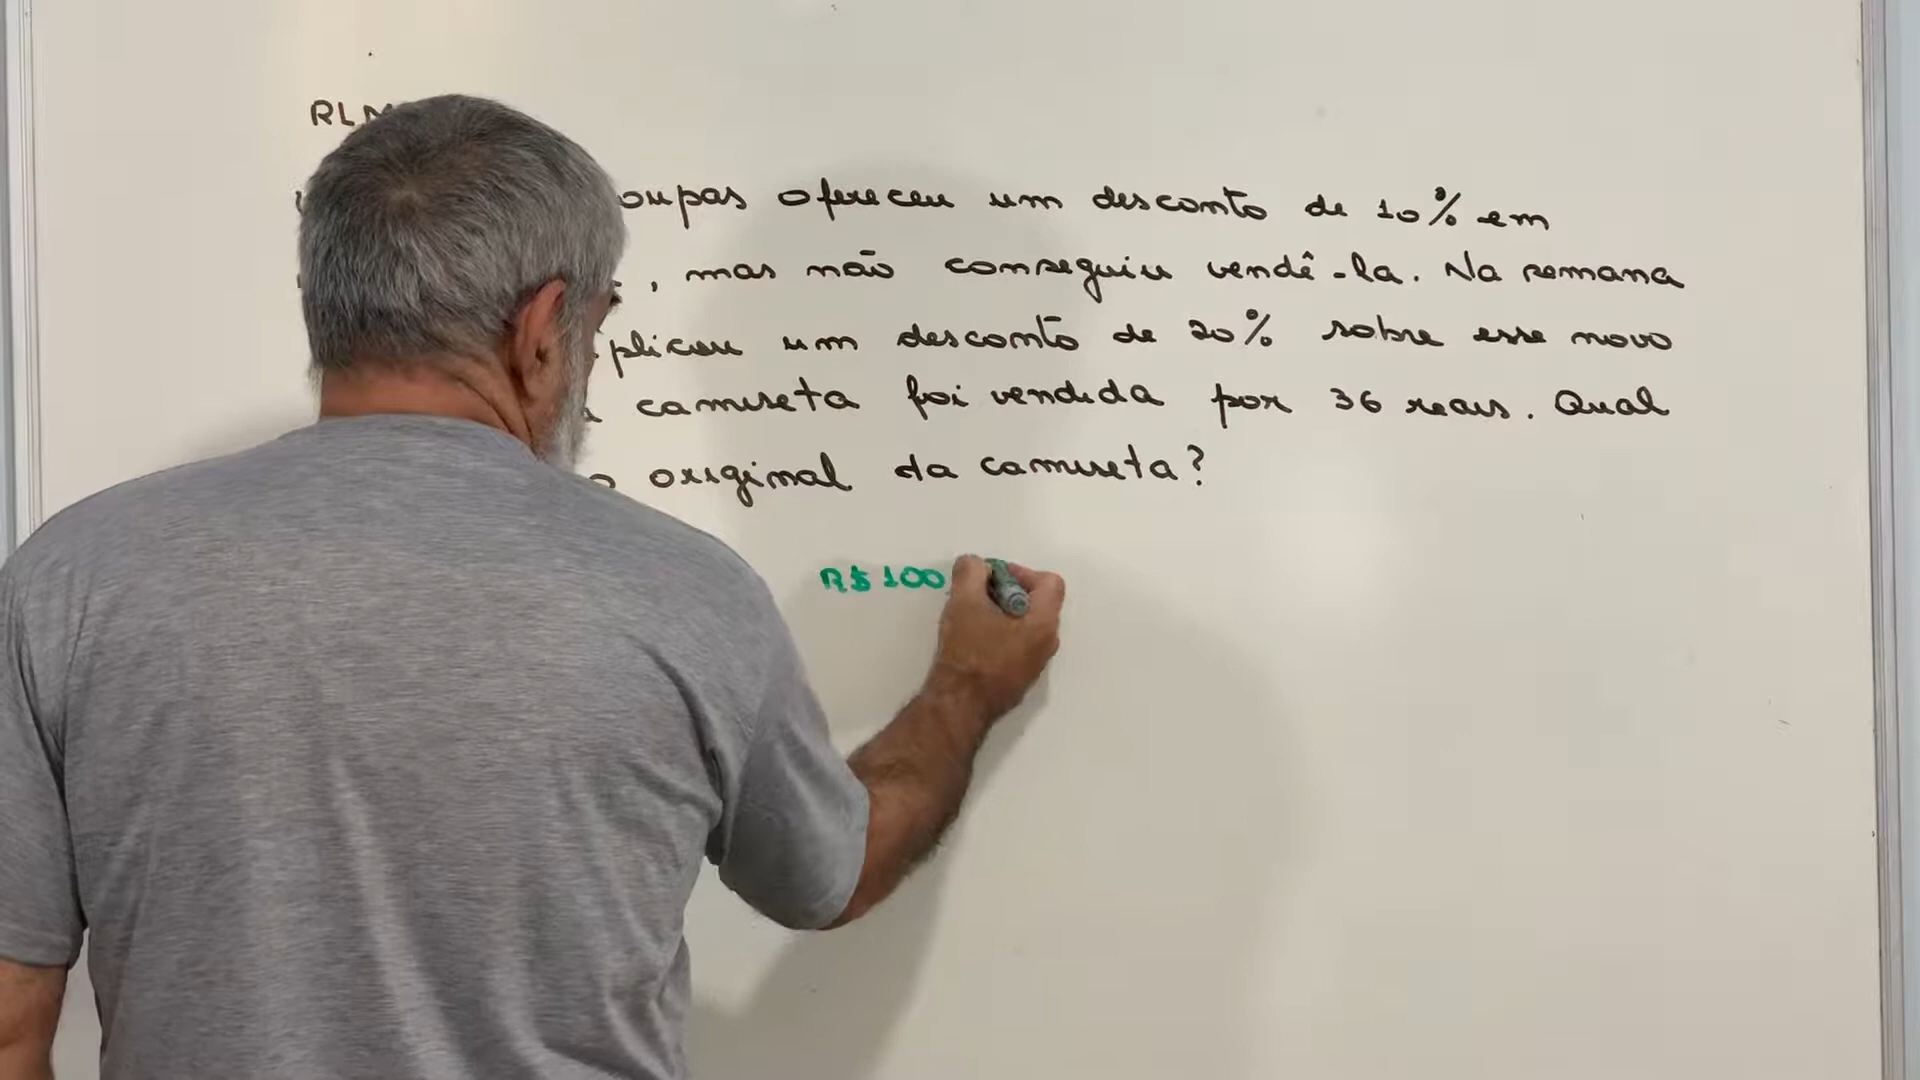 RLM
oupas ofereceu um desconto de 10% em
, mas não conseguiu vendê-la. Na semana
plicou um desconto de 20% sobre esse novo
camiseta foi vendida por 36 reais. Qual
original da camiseta?
R$ 100,